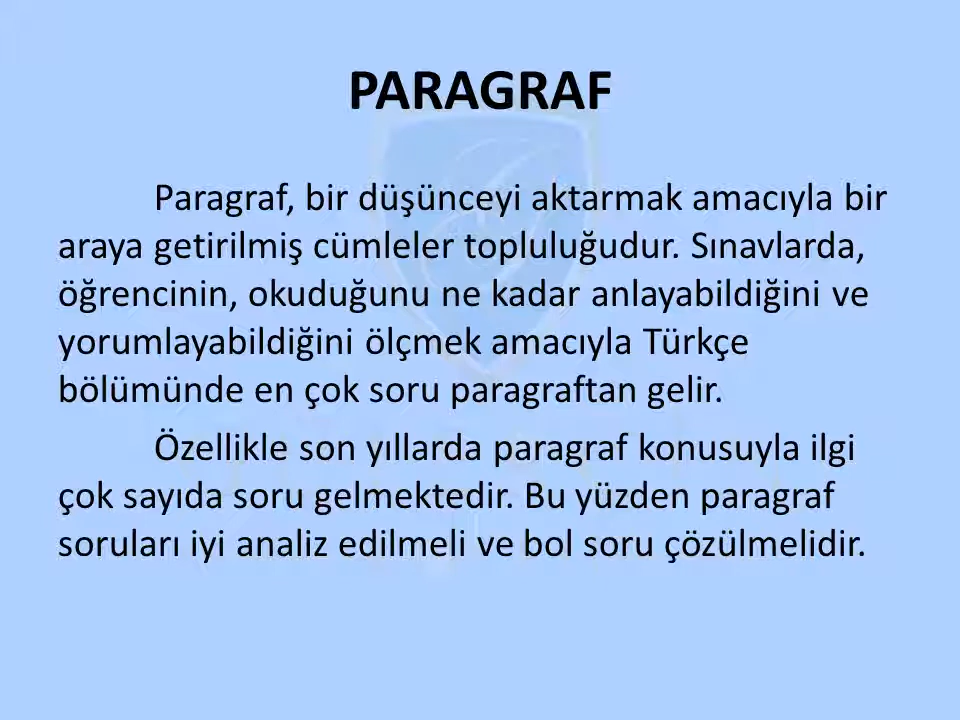 PARAGRAF
Paragraf, bir düşünceyi aktarmak amacıyla bir
araya getirilmiş cümleler topluluğudur. Sınavlarda,
öğrencinin, okuduğunu ne kadar anlayabildiğini ve
yorumlayabildiğini ölçmek amacıyla Türkçe
bölümünde en çok soru paragraftan gelir.
Özellikle son yıllarda paragraf konusuyla ilgi
çok sayıda soru gelmektedir. Bu yüzden paragraf
soruları iyi analiz edilmeli ve bol soru çözülmelidir.